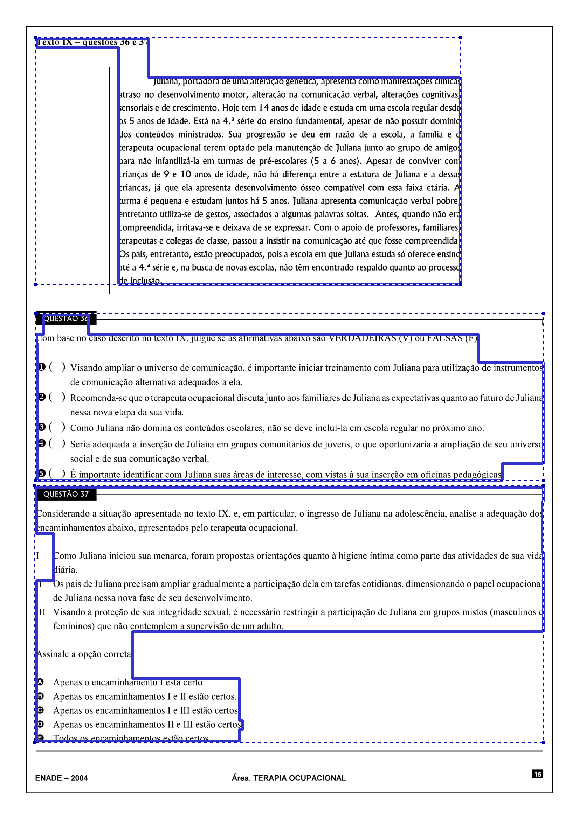 Texto IX – questões 36 e 37
Juliana, portadora de uma alteração genética, apresenta como manifestações clínicas
atraso no desenvolvimento motor, alteração na comunicação verbal, alterações cognitivas,
sensoriais e de crescimento. Hoje tem 14 anos de idade e estuda em uma escola regular desde
os 5 anos de idade. Está na 4.ª série do ensino fundamental, apesar de não possuir domínio
dos conteúdos ministrados. Sua progressão se deu em razão de a escola, a família e o
terapeuta ocupacional terem optado pela manutenção de Juliana junto ao grupo de amigos
para não infantilizá-la em turmas de pré-escolares (5 a 6 anos). Apesar de conviver com
crianças de 9 e 10 anos de idade, não há diferença entre a estatura de Juliana e a dessas
crianças, já que ela apresenta desenvolvimento ósseo compatível com essa faixa etária. A
turma é pequena e estudam juntos há 5 anos. Juliana apresenta comunicação verbal pobre,
entretanto utiliza-se de gestos, associados a algumas palavras soltas. Antes, quando não era
compreendida, irritava-se e deixava de se expressar. Com o apoio de professores, familiares,
terapeutas e colegas de classe, passou a insistir na comunicação até que fosse compreendida.
Os pais, entretanto, estão preocupados, pois a escola em que Juliana estuda só oferece ensino
até a 4.ª série e, na busca de novas escolas, não têm encontrado respaldo quanto ao processo
de inclusão.
QUESTÃO 36
Com base no caso descrito no texto IX, julgue se as afirmativas abaixo são VERDADEIRAS (V) ou FALSAS (F).
❶ ( ) Visando ampliar o universo de comunicação, é importante iniciar treinamento com Juliana para utilização de instrumentos
de comunicação alternativa adequados a ela.
❷ ( ) Recomenda-se que o terapeuta ocupacional discuta junto aos familiares de Juliana as expectativas quanto ao futuro de Juliana
nessa nova etapa da sua vida.
❸ ( ) Como Juliana não domina os conteúdos escolares, não se deve incluí-la em escola regular no próximo ano.
❹ ( ) Seria adequada a inserção de Juliana em grupos comunitários de jovens, o que oportunizaria a ampliação de seu universo
social e de sua comunicação verbal.
❺ ( ) É importante identificar com Juliana suas áreas de interesse, com vistas à sua inserção em oficinas pedagógicas.
QUESTÃO 37
Considerando a situação apresentada no texto IX, e, em particular, o ingresso de Juliana na adolescência, analise a adequação dos
encaminhamentos abaixo, apresentados pelo terapeuta ocupacional.
I Como Juliana iniciou sua menarca, foram propostas orientações quanto à higiene íntima como parte das atividades de sua vida
diária.
II Os pais de Juliana precisam ampliar gradualmente a participação dela em tarefas cotidianas, dimensionando o papel ocupacional
de Juliana nessa nova fase de seu desenvolvimento.
III Visando a proteção de sua integridade sexual, é necessário restringir a participação de Juliana em grupos mistos (masculinos e
femininos) que não contemplem a supervisão de um adulto.
Assinale a opção correta.
A Apenas o encaminhamento I está certo.
B Apenas os encaminhamentos I e II estão certos.
C Apenas os encaminhamentos I e III estão certos.
D Apenas os encaminhamentos II e III estão certos.
E Todos os encaminhamentos estão certos.
ENADE – 2004
Área: TERAPIA OCUPACIONAL
15